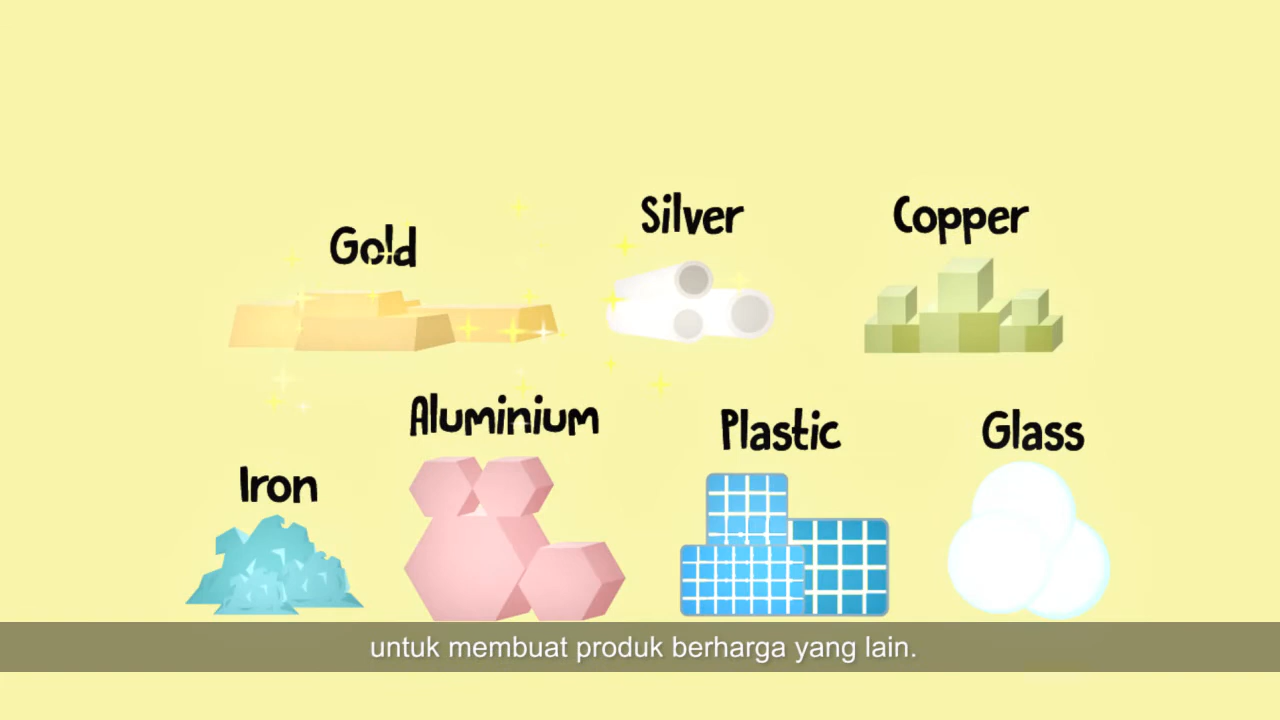 Gold
Silver
Copper
Iron
Aluminium
Plastic
Glass
untuk membuat produk berharga yang lain.